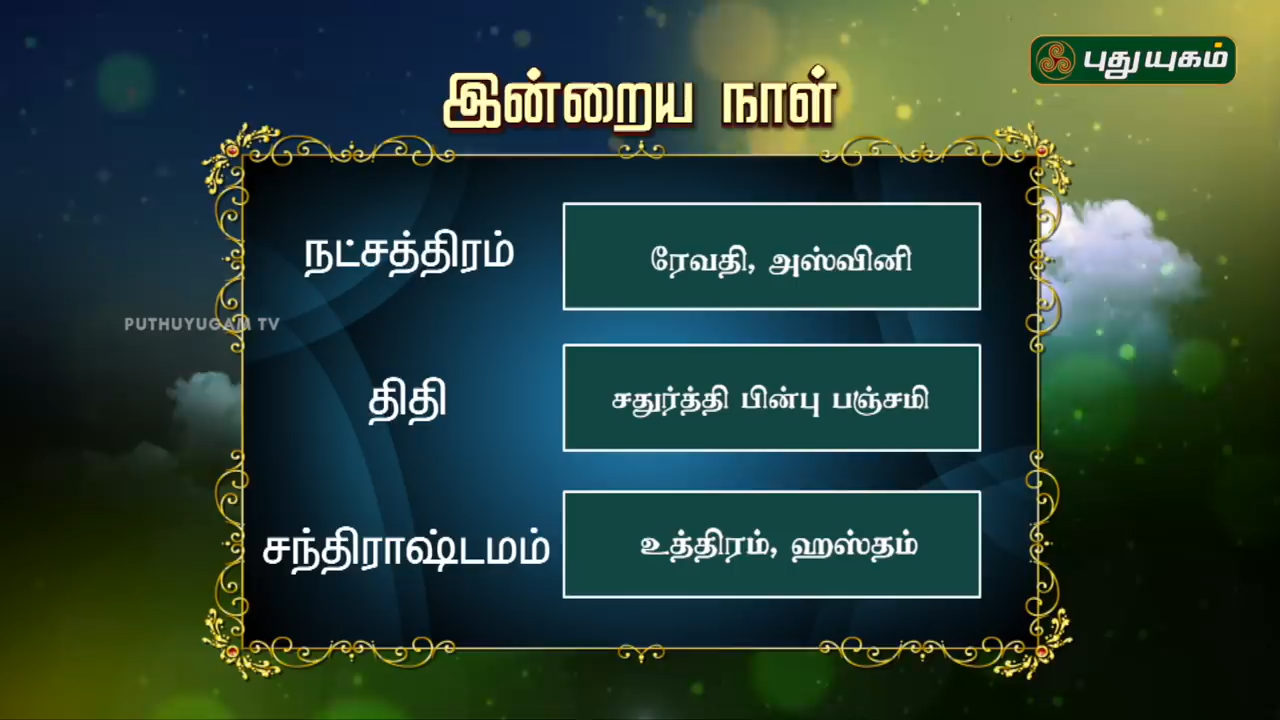 புதுயுகம்
இன்றைய நாள்
நட்சத்திரம்
ரேவதி, அஸ்வினி
PUTHUYUGAM TV
திதி
சதுர்த்தி பின்பு பஞ்சமி
சந்திராஷ்டமம்
உத்திரம், ஹஸ்தம்